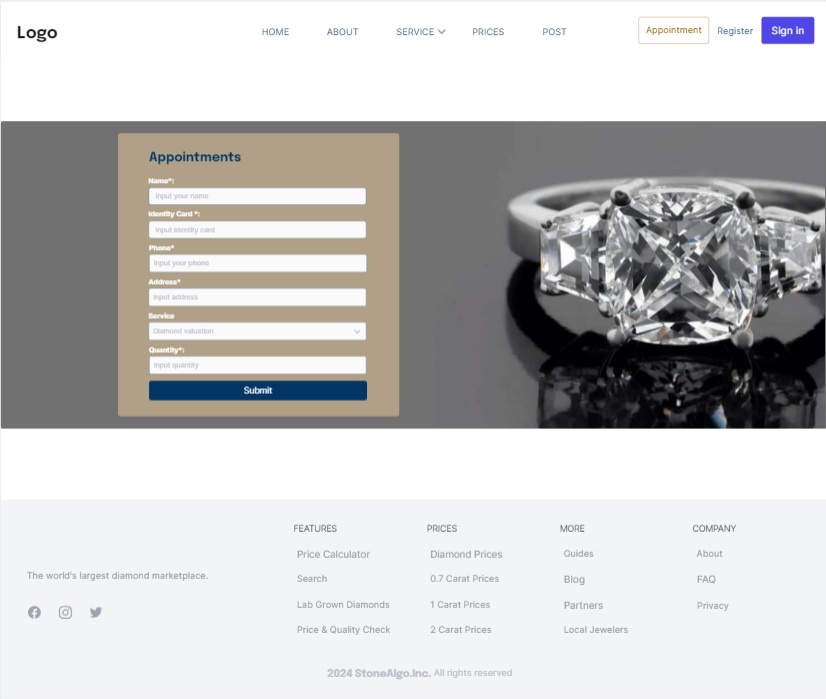 Logo
HOME
ABOUT
SERVICE
PRICES
POST
Appointment
Register
Sign in
Appointments
Name*:
Input your name
Identity Card *:
Input identity card
Phone*
Input your phone
Address*
Input address
Service
Diamond valuation
Quantity*:
Input quantity
Submit
The world's largest diamond marketplace.
FEATURES
Price Calculator
Search
Lab Grown Diamonds
Price & Quality Check
PRICES
Diamond Prices
0.7 Carat Prices
1 Carat Prices
2 Carat Prices
MORE
Guides
Blog
Partners
Local Jewelers
COMPANY
About
FAQ
Privacy
2024 StoneAlgo.Inc. All rights reserved